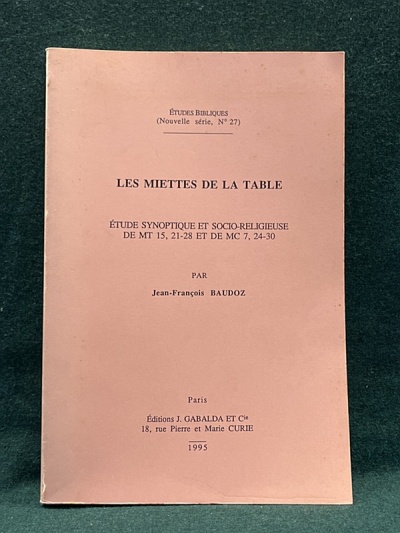 ÉTUDES BIBLIQUES
(Nouvelle série, N° 27)
LES MIETTES DE LA TABLE
ÉTUDE SYNOPTIQUE ET SOCIO-RELIGIEUSE
DE MT 15, 21-28 ET DE MC 7, 24-30
PAR
Jean-François BAUDOZ
Paris
Éditions J. GABALDA ET Cie
18, rue Pierre et Marie CURIE
1995